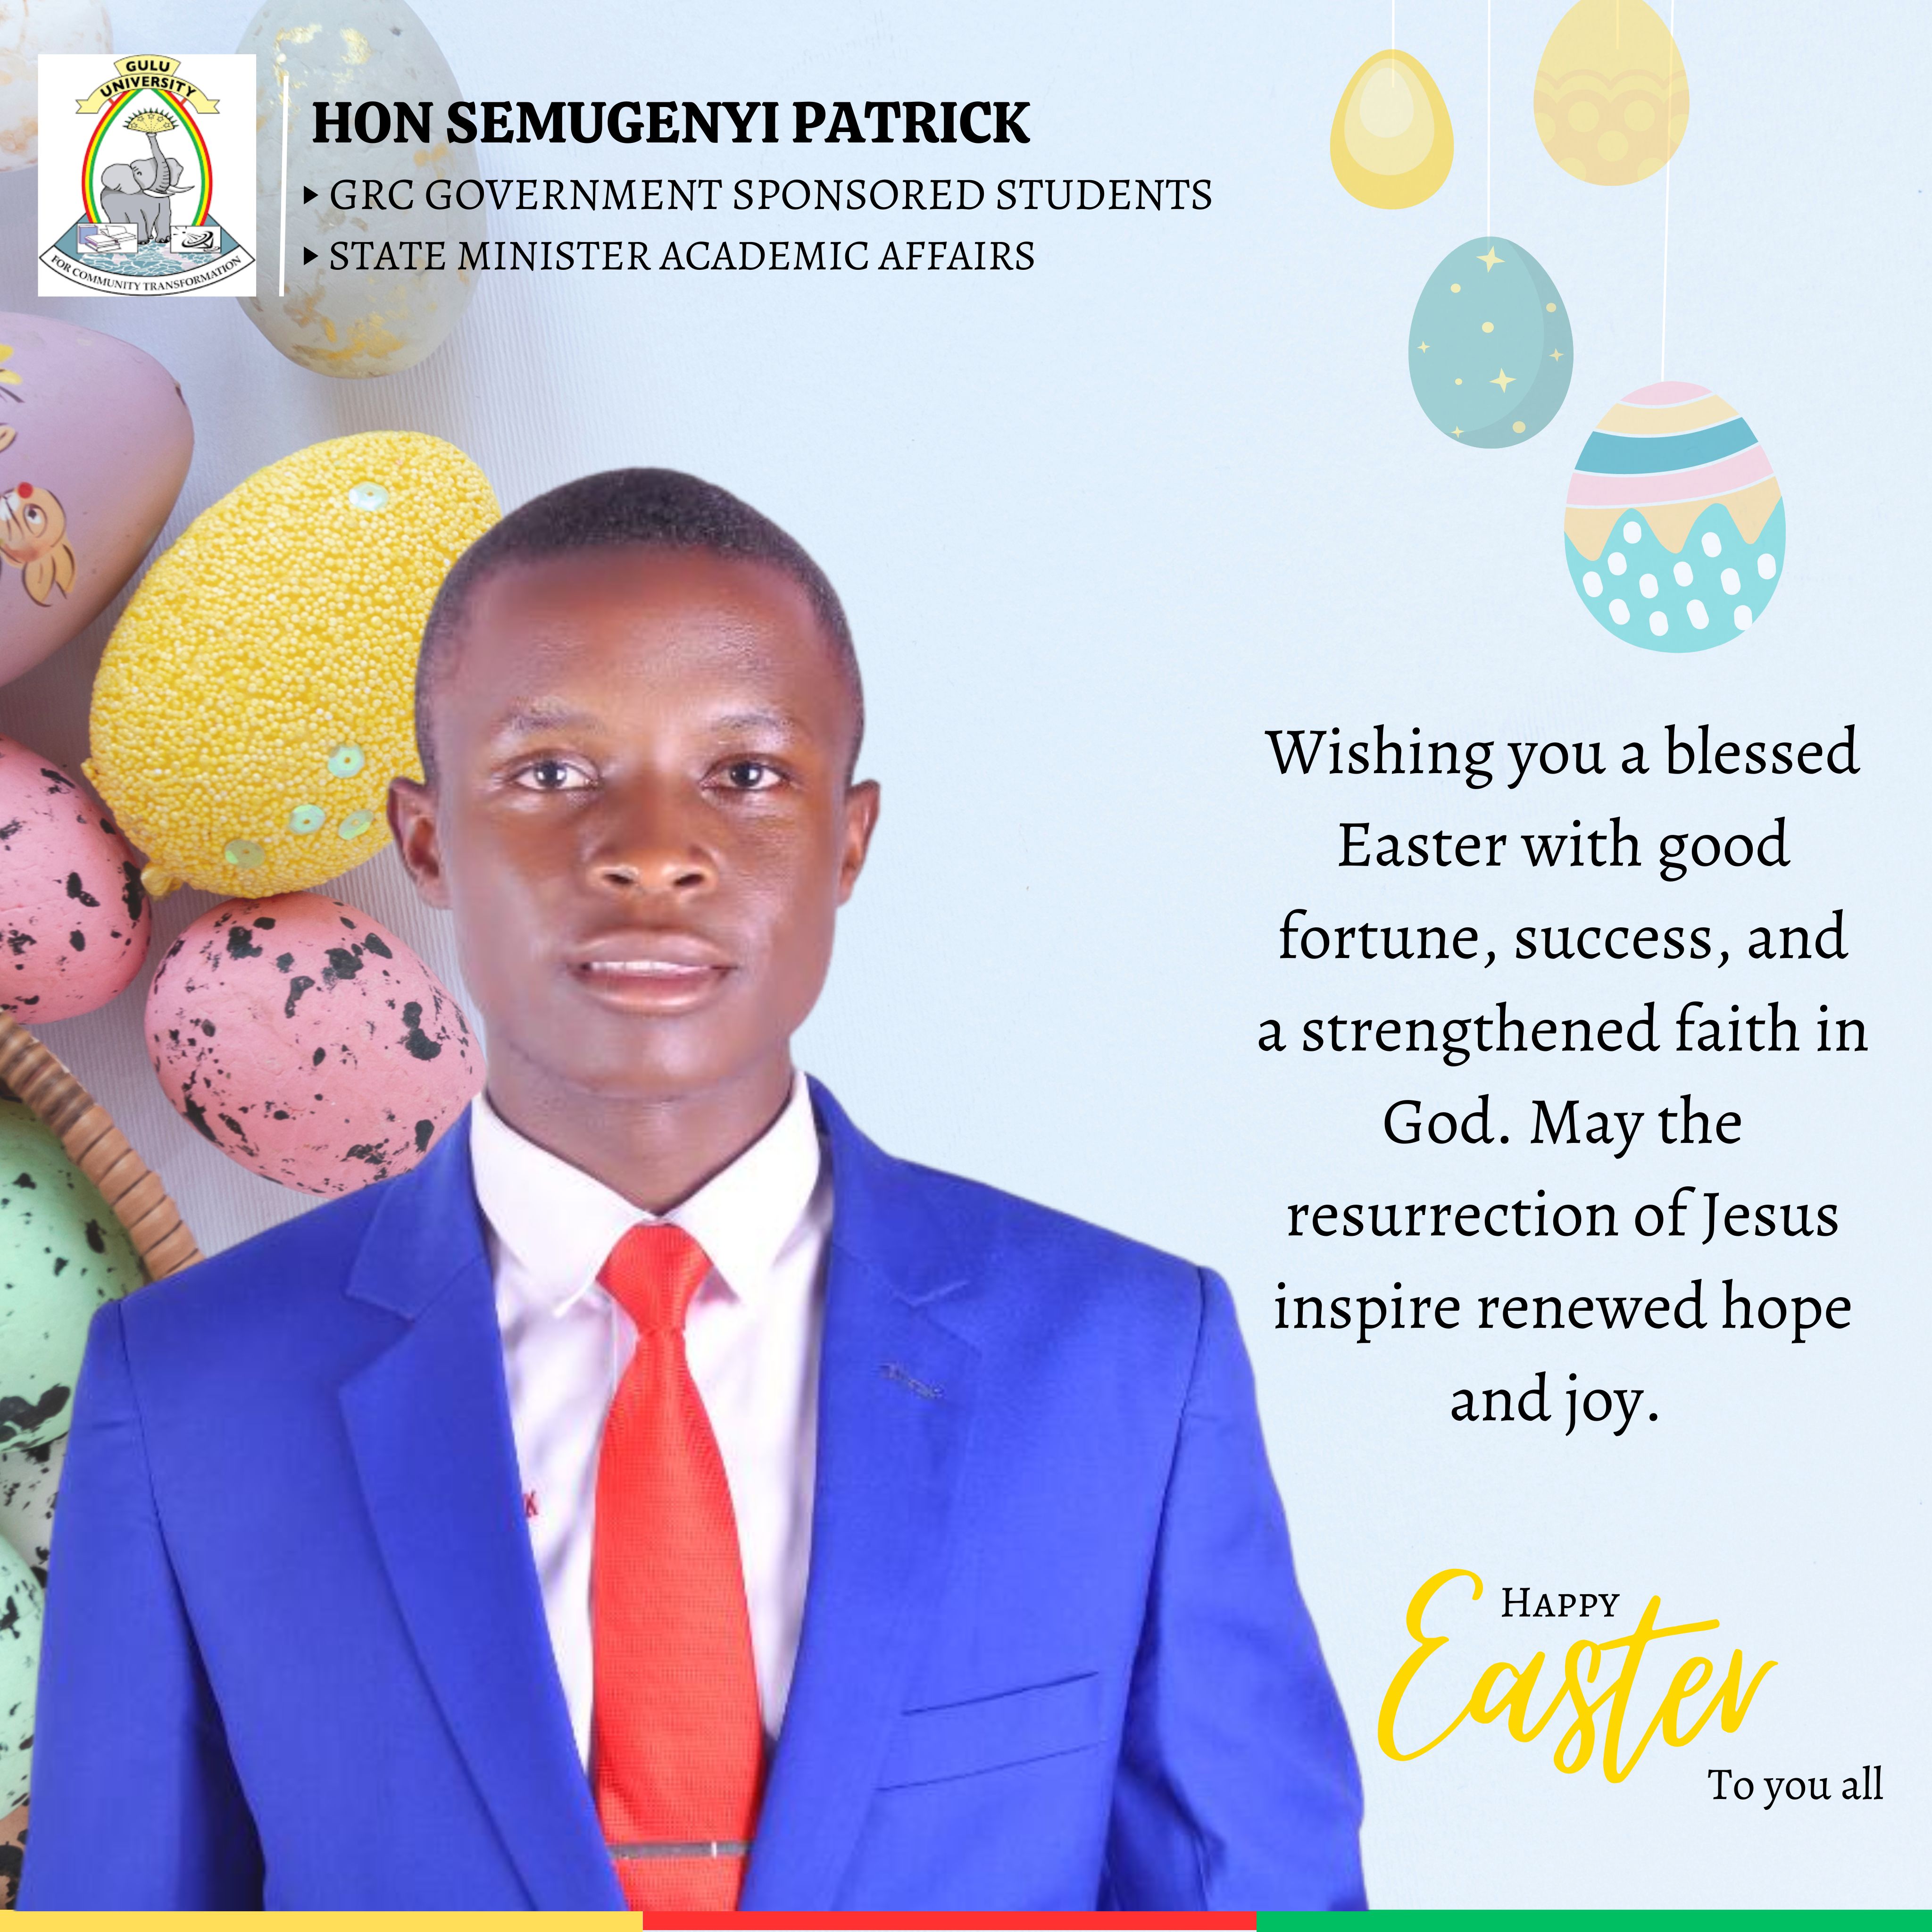 GULU
UNIVERSITY
FOR COMMUNITY TRANSFORMATION
HON SEMUGENYI PATRICK
GRC GOVERNMENT SPONSORED STUDENTS
STATE MINISTER ACADEMIC AFFAIRS
Wishing you a blessed
Easter with good
fortune, success, and
a strengthened faith in
God. May the
resurrection of Jesus
inspire renewed hope
and joy.
HAPPY
Easter
To you all